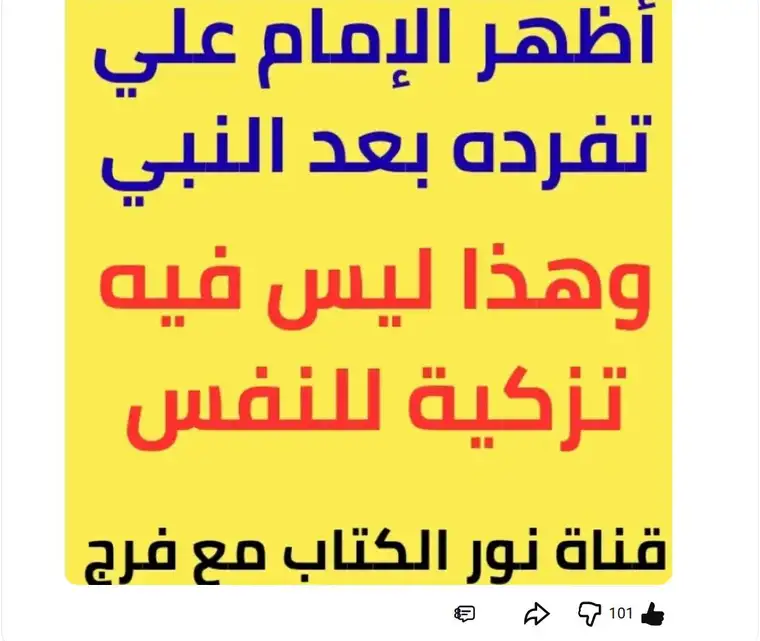 أظهر الإمام علي
تفرده بعد النبي
وهذا ليس فيه
تزكية للنفس
قناة نور الكتاب مع فرج
101